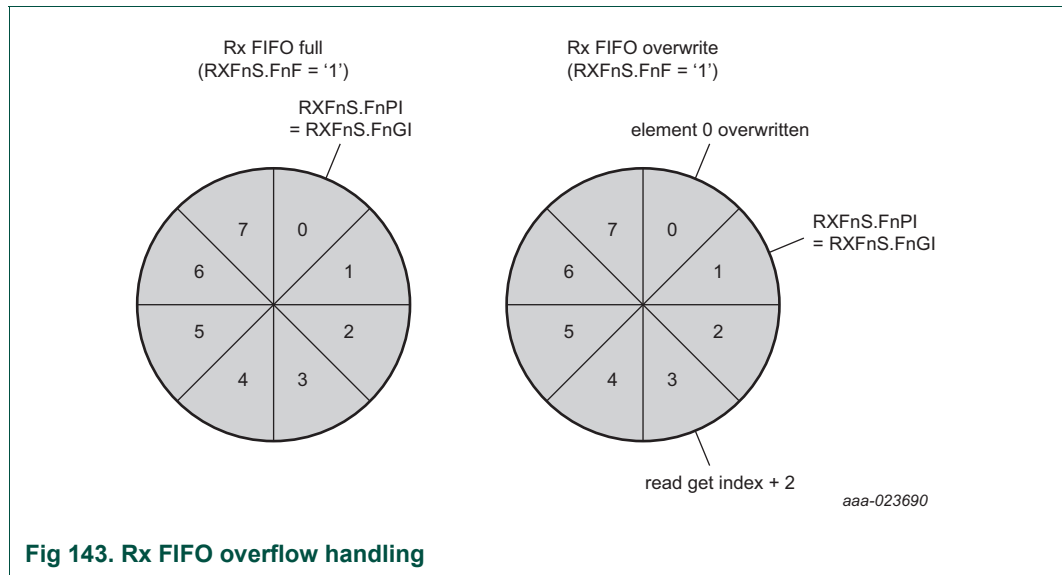 Rx FIFO full
(RXFnS.FnF = ‘1’)
RXFnS.FnPI
= RXFnS.FnGI
7
0
6
1
5
2
4
3
Rx FIFO overwrite
(RXFnS.FnF = ‘1’)
element 0 overwritten
RXFnS.FnPI
= RXFnS.FnGI
7
0
6
1
5
2
4
3
read get index + 2
aaa-023690
Fig 143. Rx FIFO overflow handling